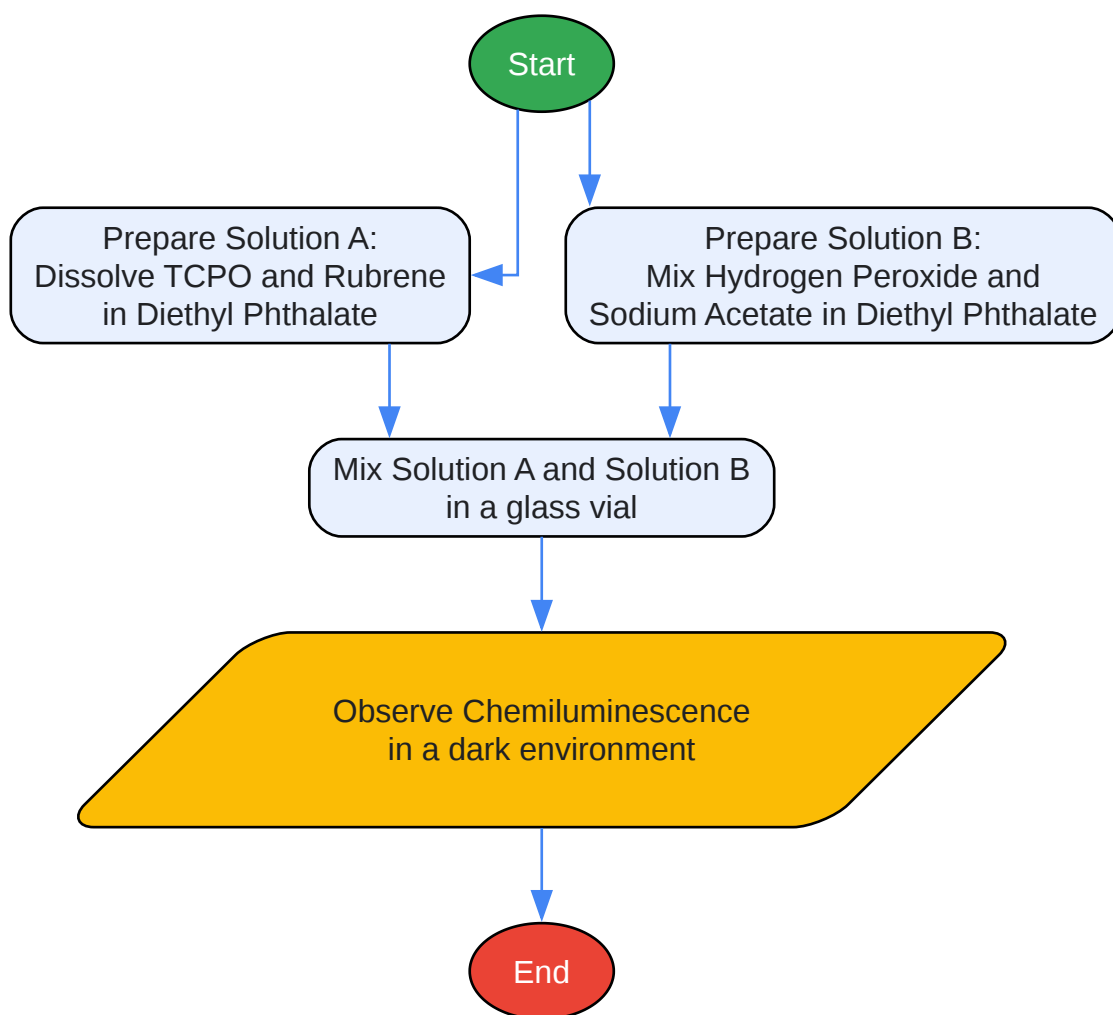 Start
Prepare Solution A:
Dissolve TCPO and Rubrene
in Diethyl Phthalate
Prepare Solution B:
Mix Hydrogen Peroxide and
Sodium Acetate in Diethyl Phthalate
Mix Solution A and Solution B
in a glass vial
Observe Chemiluminescence
in a dark environment
End